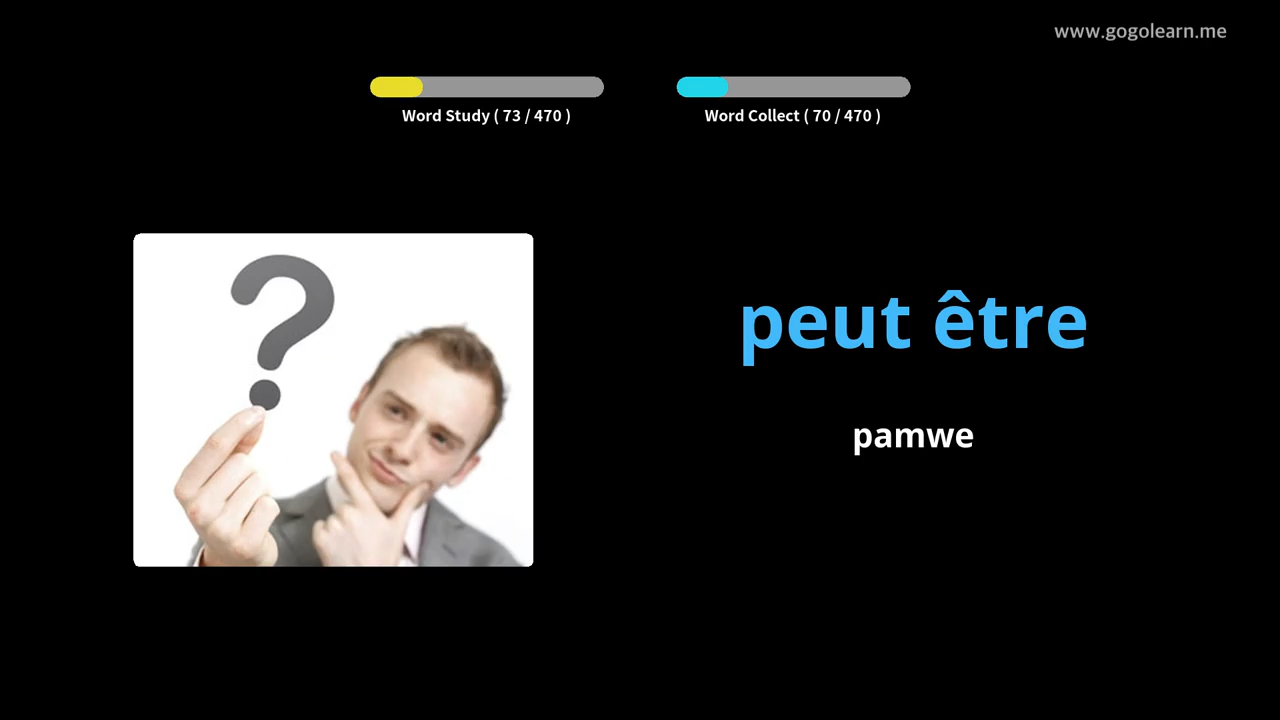 www.gogolearn.me
Word Study ( 73 / 470 )
Word Collect ( 70 / 470 )
?
peut être
pamwe